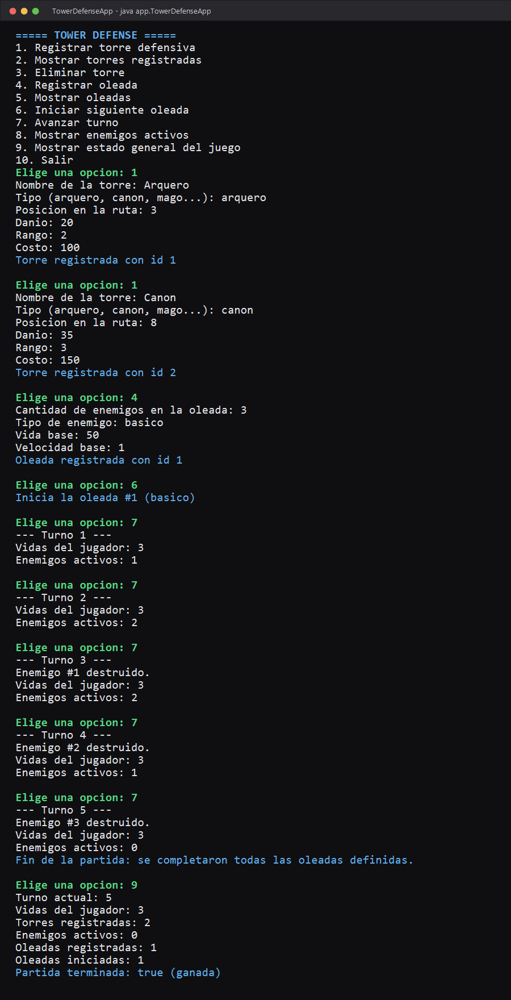 TowerDefenseApp - java app.TowerDefenseApp
===== TOWER DEFENSE =====
1. Registrar torre defensiva
2. Mostrar torres registradas
3. Eliminar torre
4. Registrar oleada
5. Mostrar oleadas
6. Iniciar siguiente oleada
7. Avanzar turno
8. Mostrar enemigos activos
9. Mostrar estado general del juego
10. Salir
Elige una opcion: 1
Nombre de la torre: Arquero
Tipo (arquero, canon, mago...): arquero
Posicion en la ruta: 3
Danio: 20
Rango: 2
Costo: 100
Torre registrada con id 1
Elige una opcion: 1
Nombre de la torre: Canon
Tipo (arquero, canon, mago...): canon
Posicion en la ruta: 8
Danio: 35
Rango: 3
Costo: 150
Torre registrada con id 2
Elige una opcion: 4
Cantidad de enemigos en la oleada: 3
Tipo de enemigo: basico
Vida base: 50
Velocidad base: 1
Oleada registrada con id 1
Elige una opcion: 6
Inicia la oleada #1 (basico)
Elige una opcion: 7
--- Turno 1 ---
Vidas del jugador: 3
Enemigos activos: 1
Elige una opcion: 7
--- Turno 2 ---
Vidas del jugador: 3
Enemigos activos: 2
Elige una opcion: 7
--- Turno 3 ---
Enemigo #1 destruido.
Vidas del jugador: 3
Enemigos activos: 2
Elige una opcion: 7
--- Turno 4 ---
Enemigo #2 destruido.
Vidas del jugador: 3
Enemigos activos: 1
Elige una opcion: 7
--- Turno 5 ---
Enemigo #3 destruido.
Vidas del jugador: 3
Enemigos activos: 0
Fin de la partida: se completaron todas las oleadas definidas.
Elige una opcion: 9
Turno actual: 5
Vidas del jugador: 3
Torres registradas: 2
Enemigos activos: 0
Oleadas registradas: 1
Oleadas iniciadas: 1
Partida terminada: true (ganada)